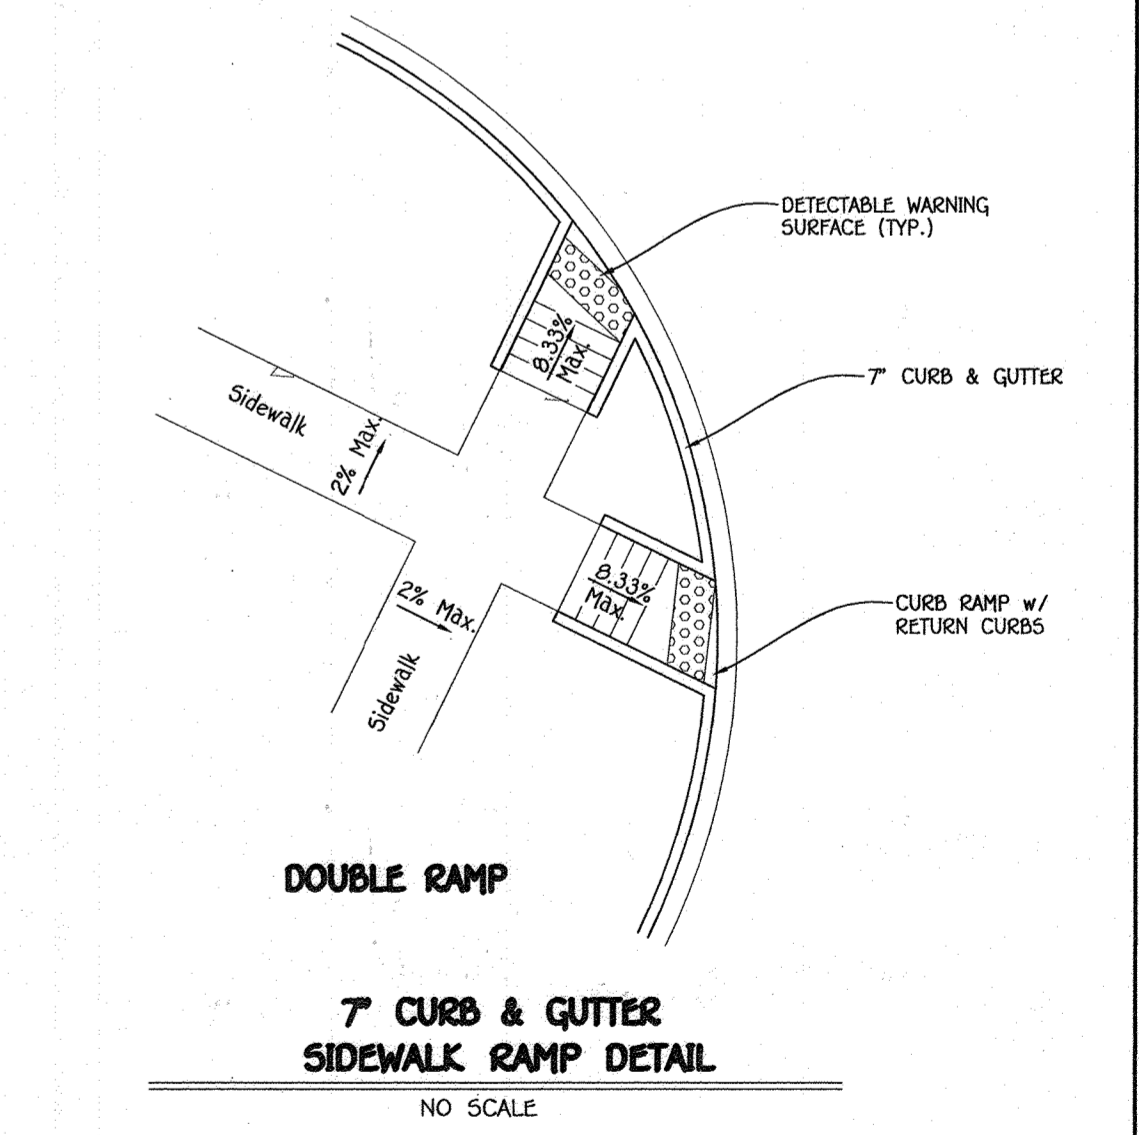 DETECTABLE WARNING
SURFACE (TYP.)
8.33%
Max.
7" CURB & GUTTER
Sidewalk
2% Max.
8.33%
Max.
2% Max.
CURB RAMP w/
RETURN CURBS
Sidewalk
DOUBLE RAMP
7" CURB & GUTTER
SIDEWALK RAMP DETAIL
NO SCALE